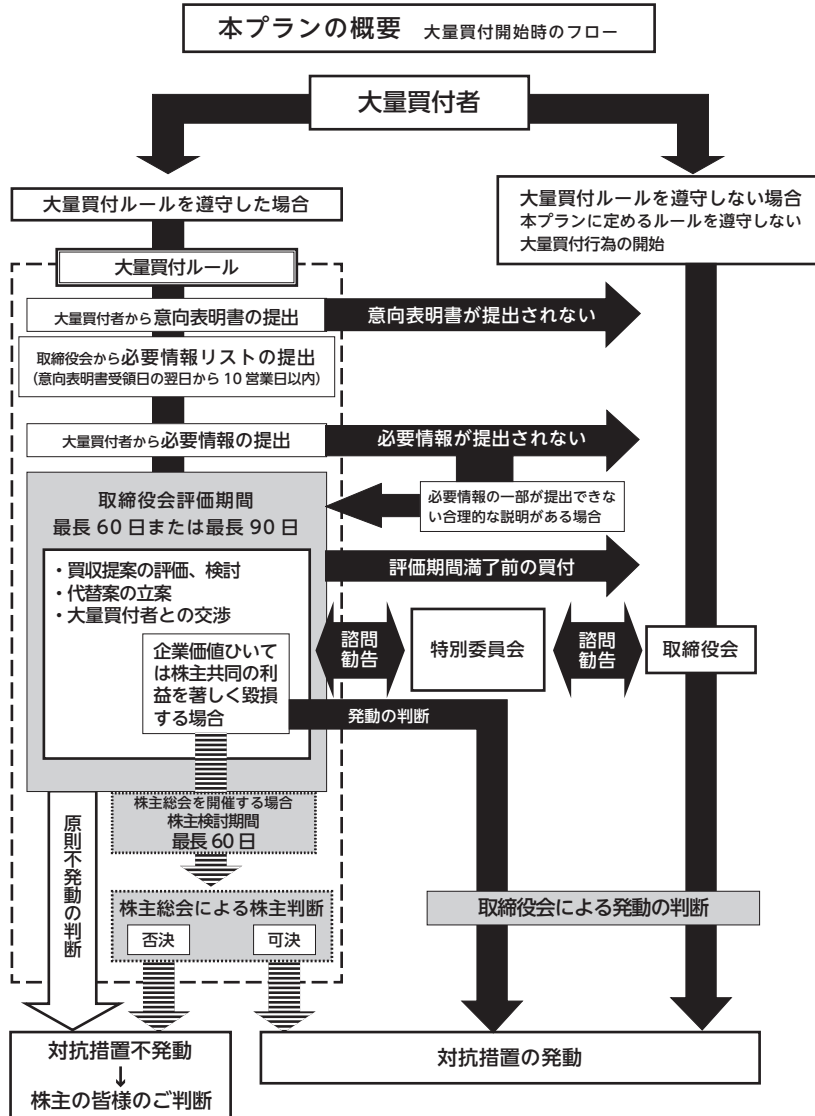 本プランの概要 大量買付開始時のフロー
大量買付者
大量買付ルールを遵守した場合
大量買付ルールを遵守しない場合
本プランに定めるルールを遵守しない
大量買付行為の開始
大量買付ルール
大量買付者から意向表明書の提出
意向表明書が提出されない
取締役会から必要情報リストの提出
(意向表明書受領日の翌日から 10 営業日以内)
大量買付者から必要情報の提出
必要情報が提出されない
必要情報の一部が提出できな
い合理的な説明がある場合
取締役会評価期間
最長 60 日または最長 90 日
評価期間満了前の買付
・買収提案の評価、検討
・代替案の立案
・大量買付者との交渉
企業価値ひいて
は株主共同の利
益を著しく毀損
する場合
諮問
勧告
特別委員会
諮問
勧告
取締役会
発動の判断
株主総会を開催する場合
株主検討期間
最長 60 日
原則不発動の判断
株主総会による株主判断
否決
可決
取締役会による発動の判断
対抗措置不発動
↓
株主の皆様のご判断
対抗措置の発動